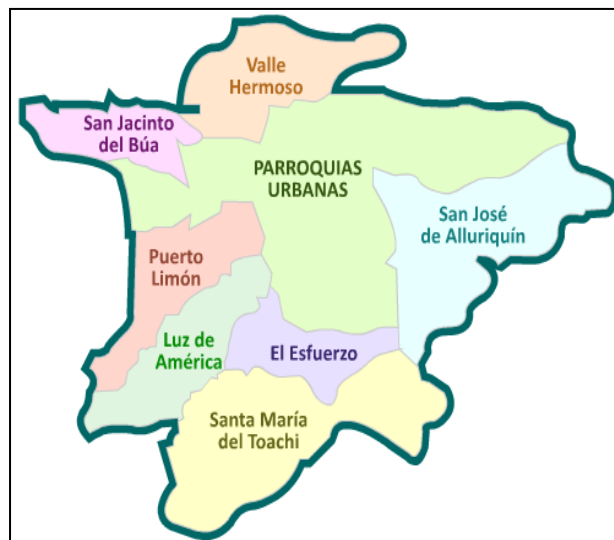 Valle
Hermoso
San Jacinto
del Búa
PARROQUIAS
URBANAS
San José
de Alluriquín
Puerto
Limón
Luz de
América
El Esfuerzo
Santa María
del Toachi